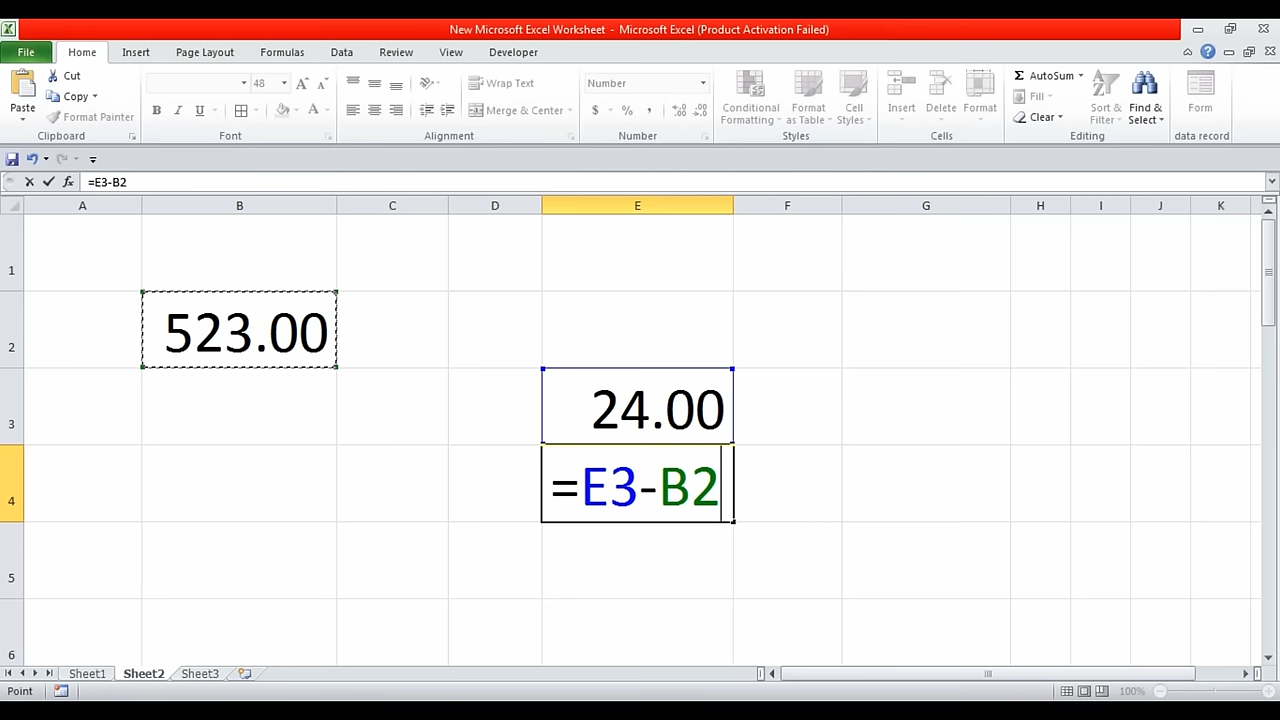 New Microsoft Excel Worksheet - Microsoft Excel (Product Activation Failed)
File Home Insert Page Layout Formulas Data Review View Developer
Paste
Cut
Copy
Format Painter
Clipboard
48
B I U
A
Font
Wrap Text
Merge & Center
Alignment
Number
$ % ,
Number
Conditional Formatting
Format as Table
Cell Styles
Styles
Insert Delete Format
Cells
Σ AutoSum
Fill
Clear
Sort & Filter
Find & Select
Editing
Form
data record
fx =E3-B2
A B C D E F G H I J K
1
2 523.00
3 24.00
4 =E3-B2
5
6
Sheet1 Sheet2 Sheet3
Point 100%